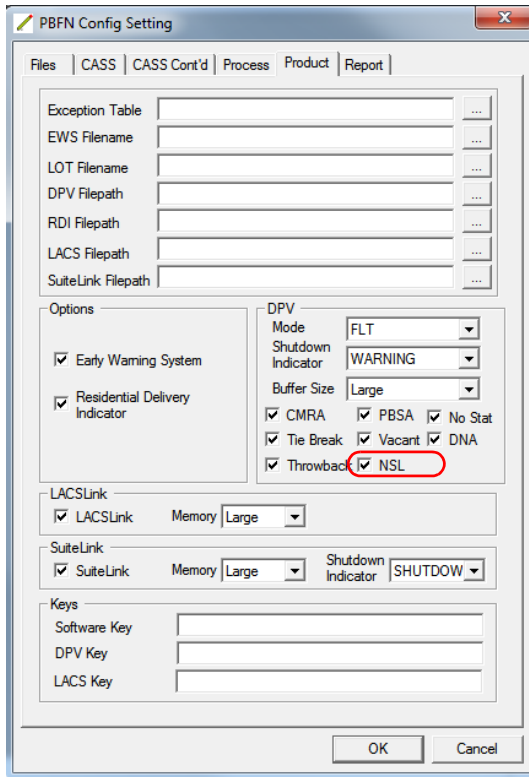 PBFN Config Setting
x
Files CASS CASS Cont'd Process Product Report
Exception Table ...
EWS Filename ...
LOT Filename ...
DPV Filepath ...
RDI Filepath ...
LACS Filepath ...
SuiteLink Filepath ...
Options
Early Warning System
Residential Delivery
Indicator
DPV
Mode FLT
Shutdown
Indicator WARNING
Buffer Size Large
CMRA PBSA No Stat
Tie Break Vacant DNA
Throwback NSL
LACSLink
LACSLink Memory Large
SuiteLink
SuiteLink Memory Large Shutdown
Indicator SHUTDOW
Keys
Software Key
DPV Key
LACS Key
OK Cancel